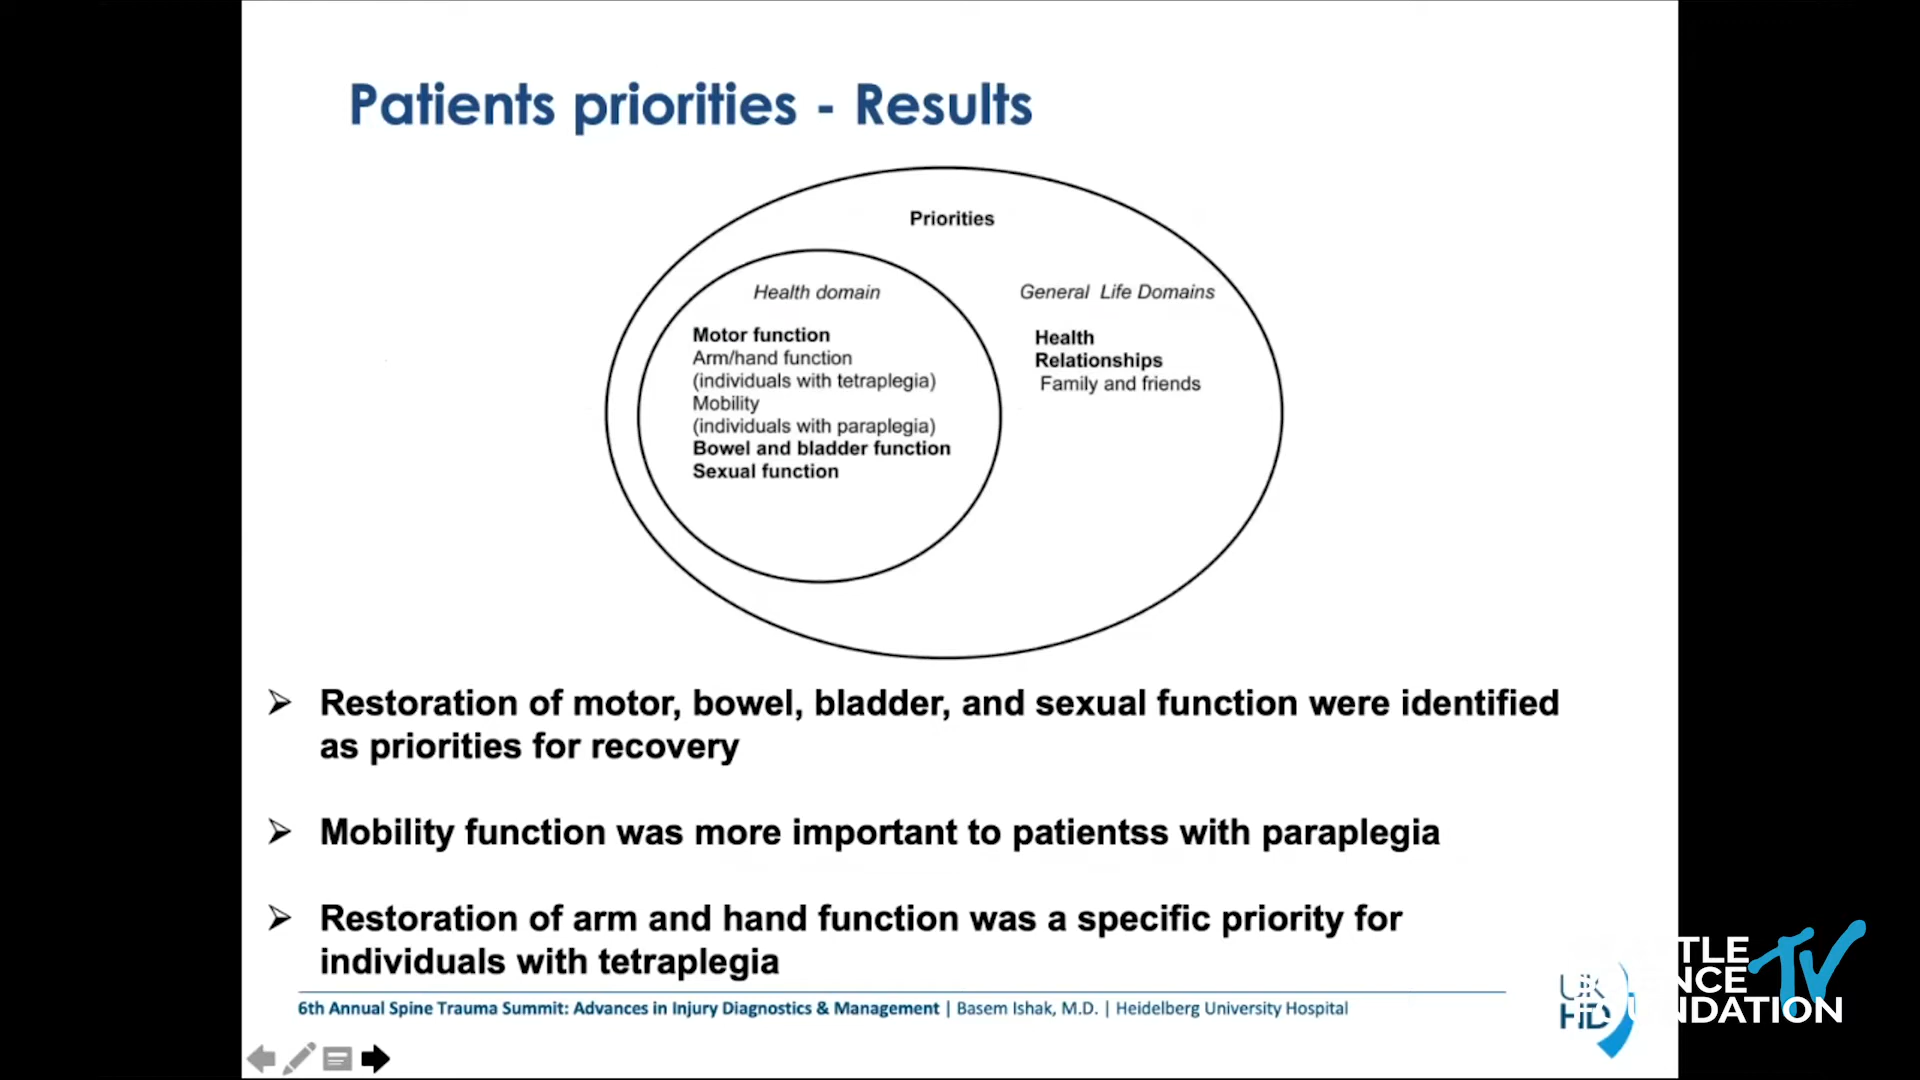 Patients priorities - Results
Priorities
Health domain
Motor function
Arm/hand function
(individuals with tetraplegia)
Mobility
(individuals with paraplegia)
Bowel and bladder function
Sexual function
General Life Domains
Health
Relationships
Family and friends
➢ Restoration of motor, bowel, bladder, and sexual function were identified
as priorities for recovery
➢ Mobility function was more important to patientss with paraplegia
➢ Restoration of arm and hand function was a specific priority for
individuals with tetraplegia
6th Annual Spine Trauma Summit: Advances in Injury Diagnostics & Management | Basem Ishak, M.D. | Heidelberg University Hospital
HD
TV